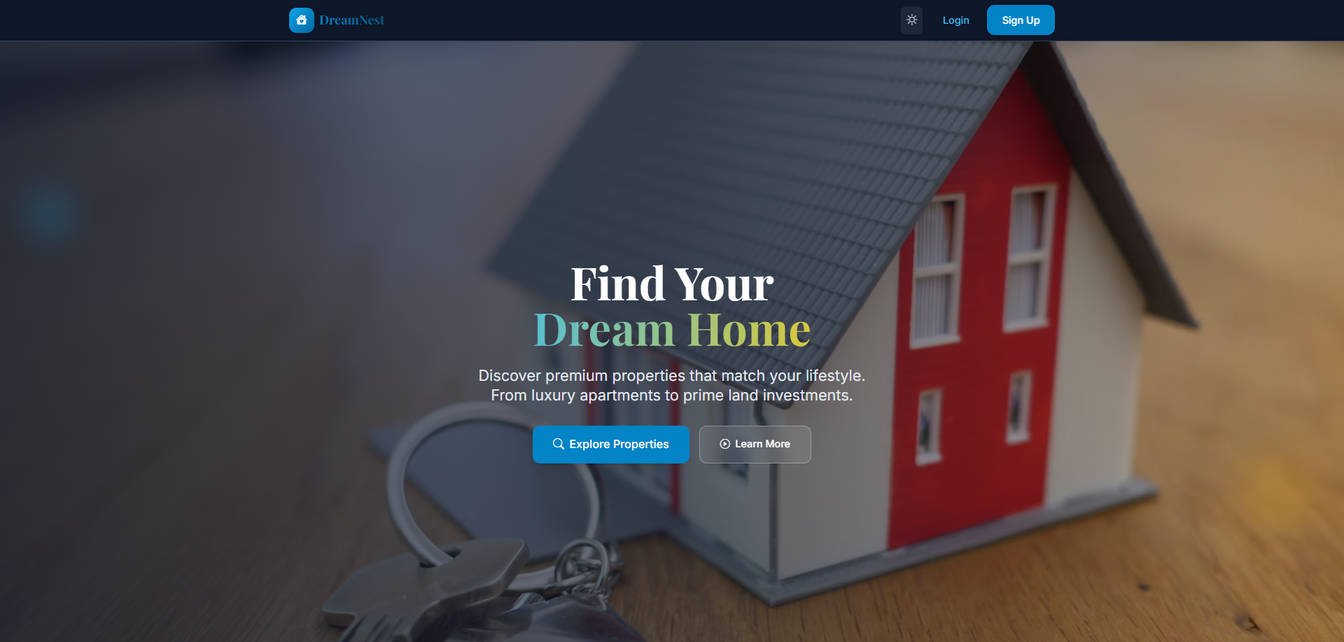 DreamNest
Login
Sign Up
Find Your
Dream Home
Discover premium properties that match your lifestyle.
From luxury apartments to prime land investments.
Explore Properties
Learn More